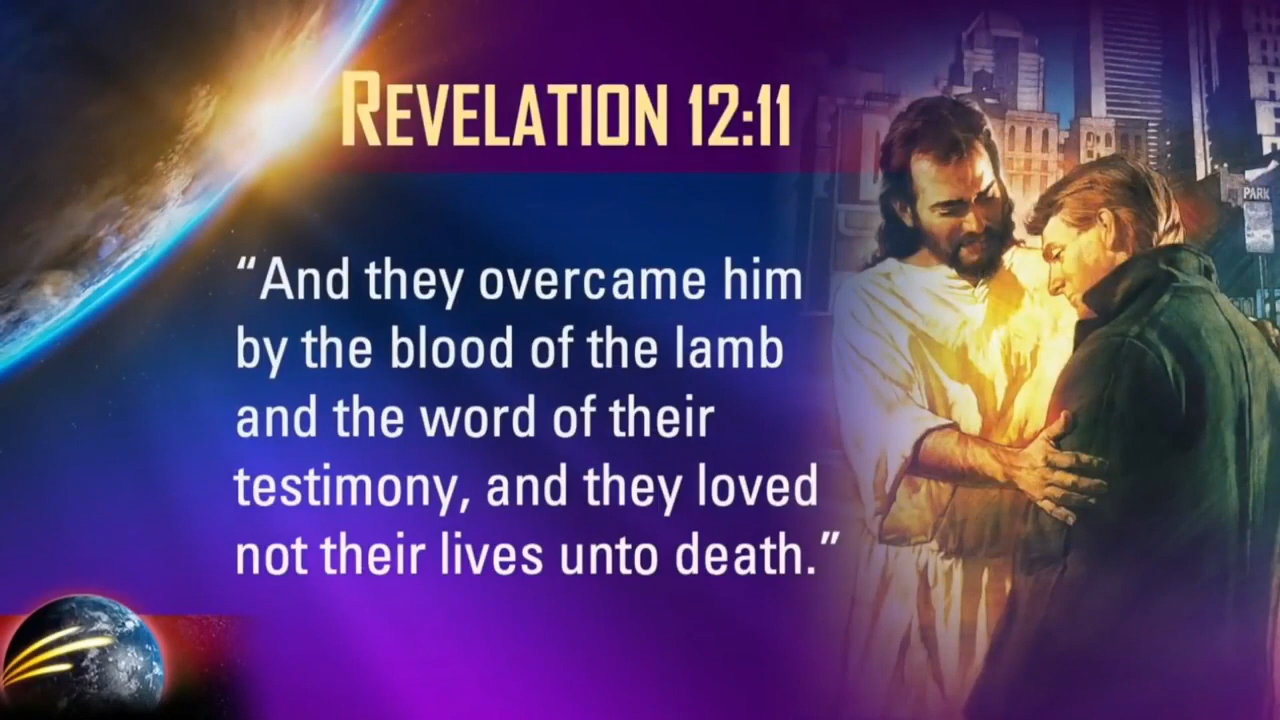 REVELATION 12:11
“And they overcame him
by the blood of the lamb
and the word of their
testimony, and they loved
not their lives unto death.”
PARK